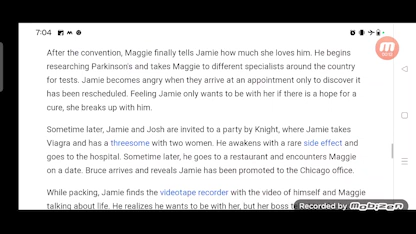 7:04
After the convention, Maggie finally tells Jamie how much she loves him. He begins
researching Parkinson's and takes Maggie to different specialists around the country
for tests. Jamie becomes angry when they arrive at an appointment only to discover it
has been rescheduled. Feeling Jamie only wants to be with her if there is a hope for a
cure, she breaks up with him.
Sometime later, Jamie and Josh are invited to a party by Knight, where Jamie takes
Viagra and has a threesome with two women. He awakens with a rare side effect and
goes to the hospital. Sometime later, he goes to a restaurant and encounters Maggie
on a date. Bruce arrives and reveals Jamie has been promoted to the Chicago office.
While packing, Jamie finds the videotape recorder with the video of himself and Maggie
talking about life. He realizes he wants to be with her, but her boss t
Recorded by Mobizen